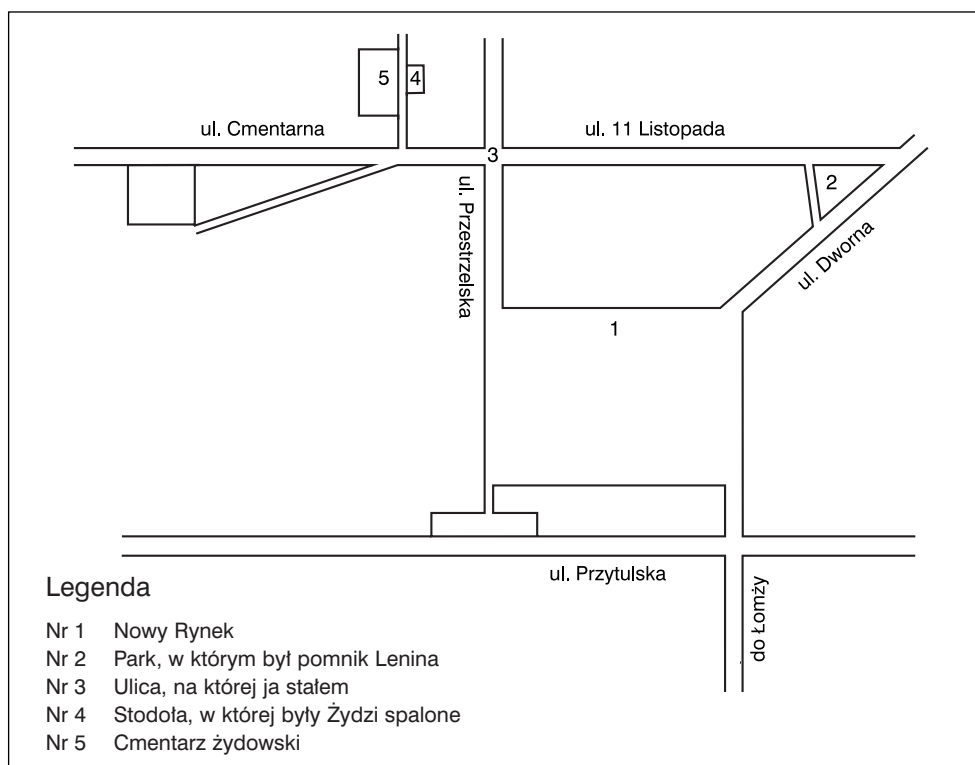 5
4
ul. Cmentarna
ul. 11 Listopada
3
2
ul. Przestrzelska
ul. Dworna
1
ul. Przytulska
do Łomży
Legenda
Nr 1 Nowy Rynek
Nr 2 Park, w którym był pomnik Lenina
Nr 3 Ulica, na której ja stałem
Nr 4 Stodoła, w której były Żydzi spalone
Nr 5 Cmentarz żydowski